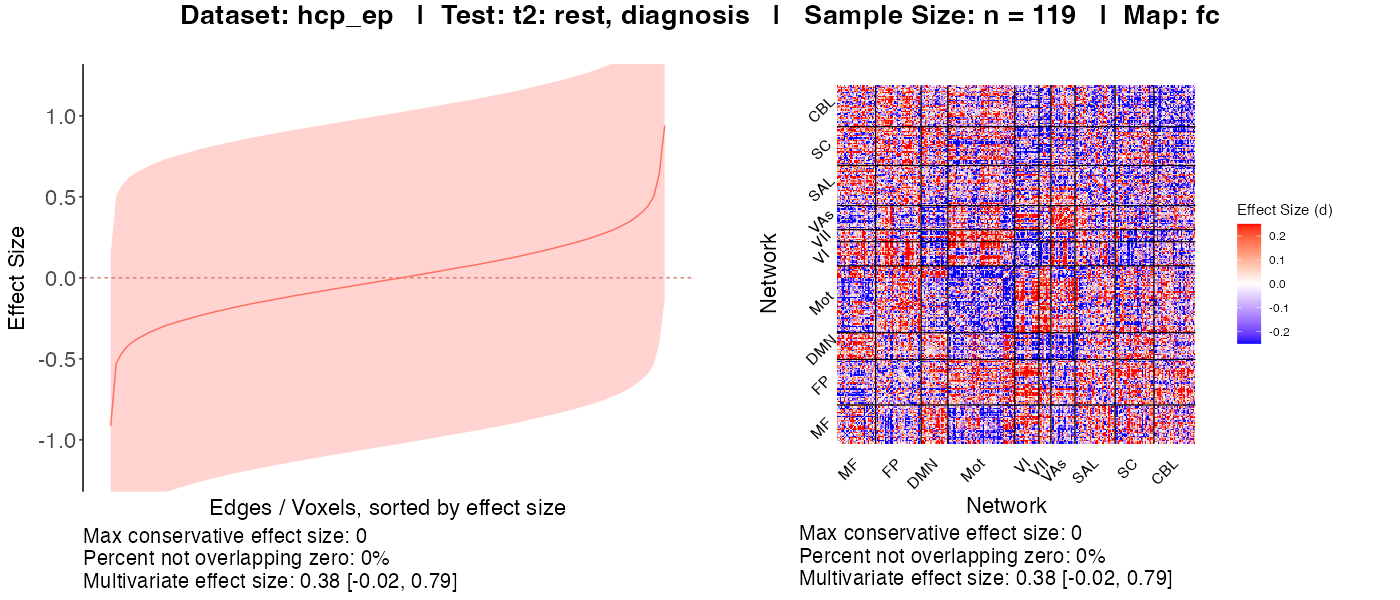 Dataset: hcp_ep | Test: t2: rest, diagnosis | Sample Size: n = 119 | Map: fc
Effect Size
1.0
0.5
0.0
-0.5
-1.0
Edges / Voxels, sorted by effect size
Max conservative effect size: 0
Percent not overlapping zero: 0%
Multivariate effect size: 0.38 [-0.02, 0.79]
Network
CBL
SC
SAL
VAs
VII
VI
Mot
DMN
FP
MF
MF
FP
DMN
Mot
VI
VII
VAs
SAL
SC
CBL
Network
Max conservative effect size: 0
Percent not overlapping zero: 0%
Multivariate effect size: 0.38 [-0.02, 0.79]
Effect Size (d)
0.2
0.1
0.0
-0.1
-0.2